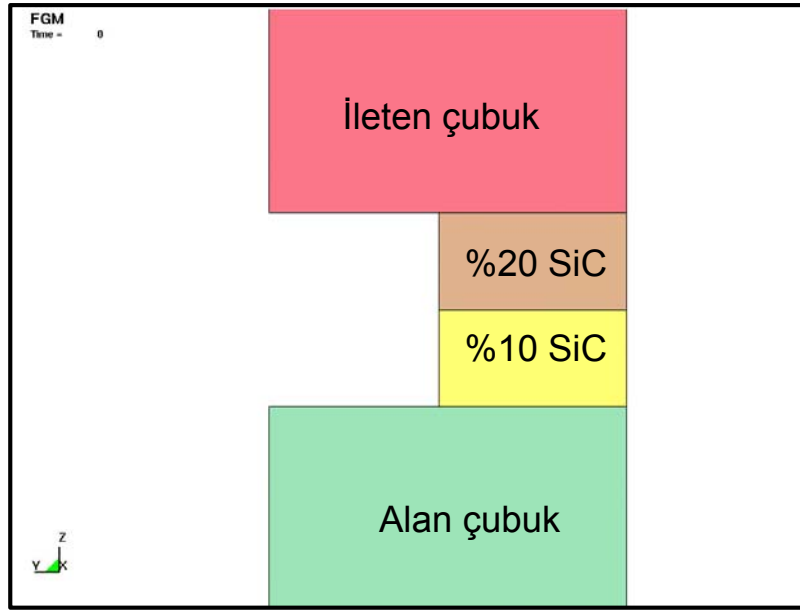 FGM
Time = 0
İleten çubuk
%20 SiC
%10 SiC
Alan çubuk
Z
Y X